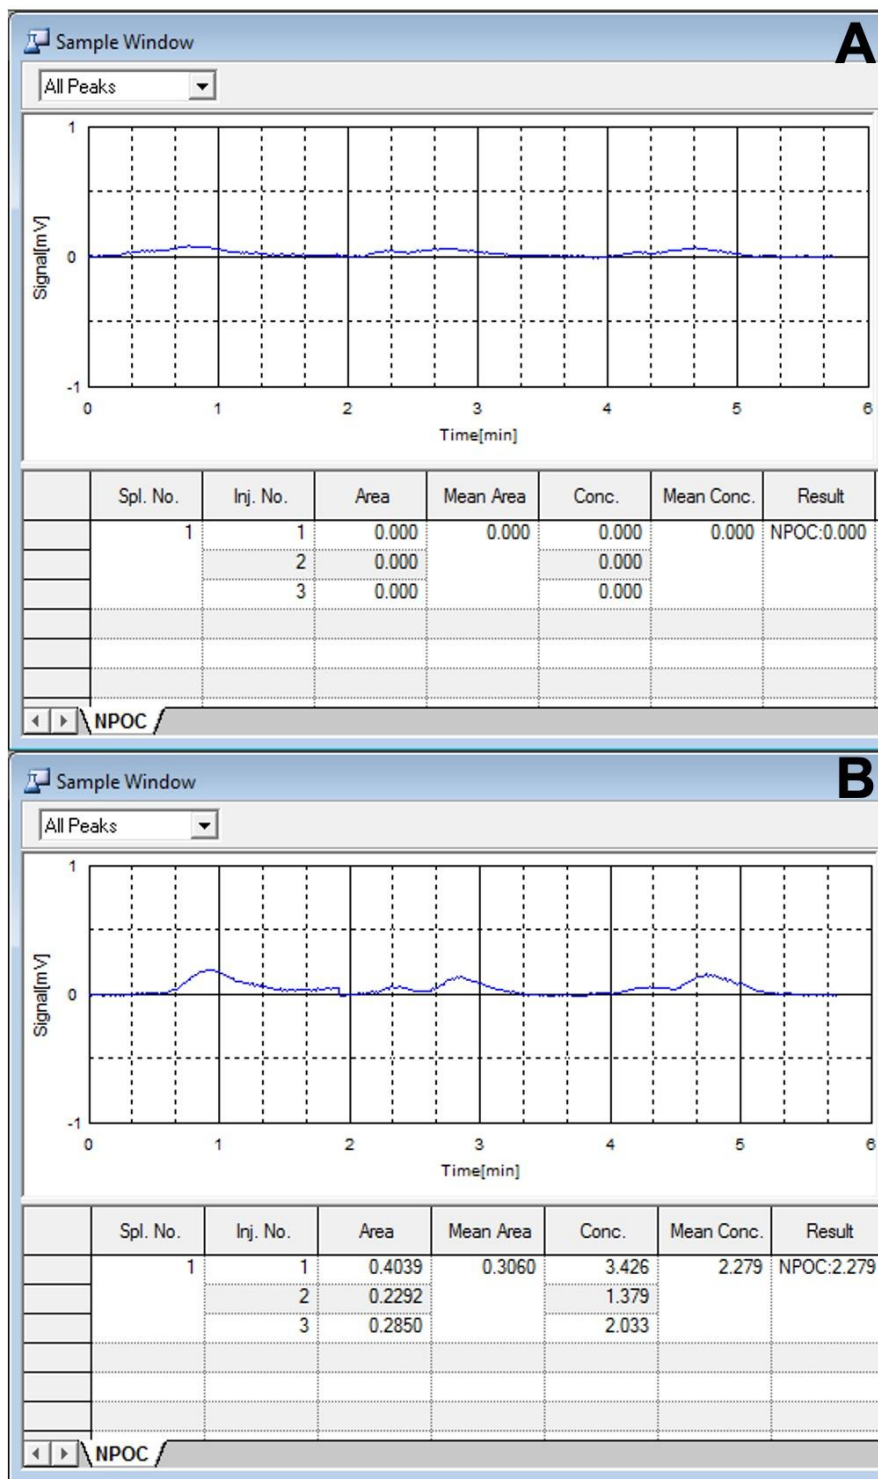 Sample Window A
All Peaks
1
0
-1
Signal[mV]
0 1 2 3 4 5 6
Time[min]
Spl. No. Inj. No. Area Mean Area Conc. Mean Conc. Result
1 1 0.000 0.000 0.000 0.000 NPOC:0.000
2 0.000 0.000
3 0.000 0.000
NPOC
Sample Window B
All Peaks
1
0
-1
Signal[mV]
0 1 2 3 4 5 6
Time[min]
Spl. No. Inj. No. Area Mean Area Conc. Mean Conc. Result
1 1 0.4039 0.3060 3.426 2.279 NPOC:2.279
2 0.2292 1.379
3 0.2850 2.033
NPOC